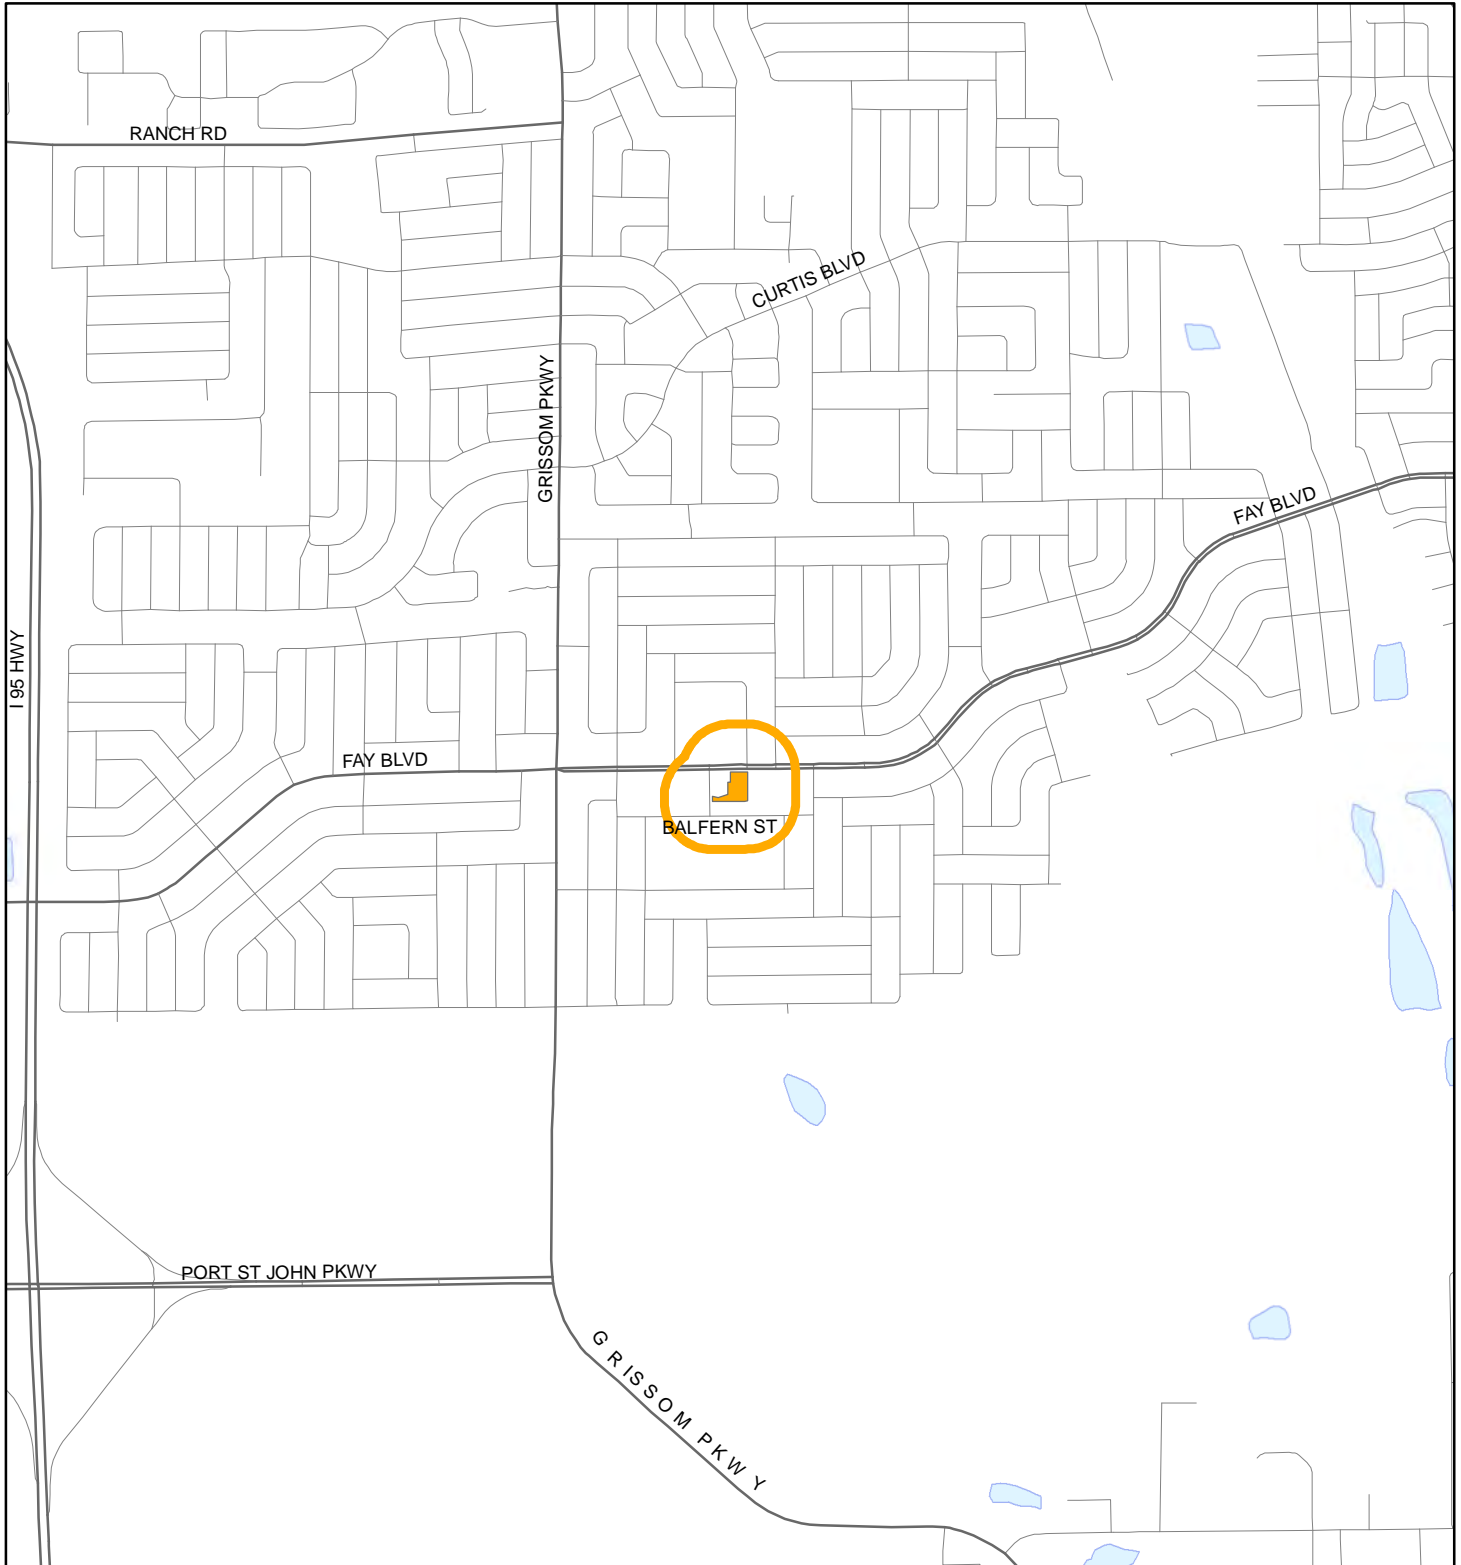 RANCH RD
CURTIS BLVD
GRISSOM PKWY
FAY BLVD
I 95 HWY
FAY BLVD
BALFERN ST
PORT ST JOHN PKWY
GRISSOM PKWY